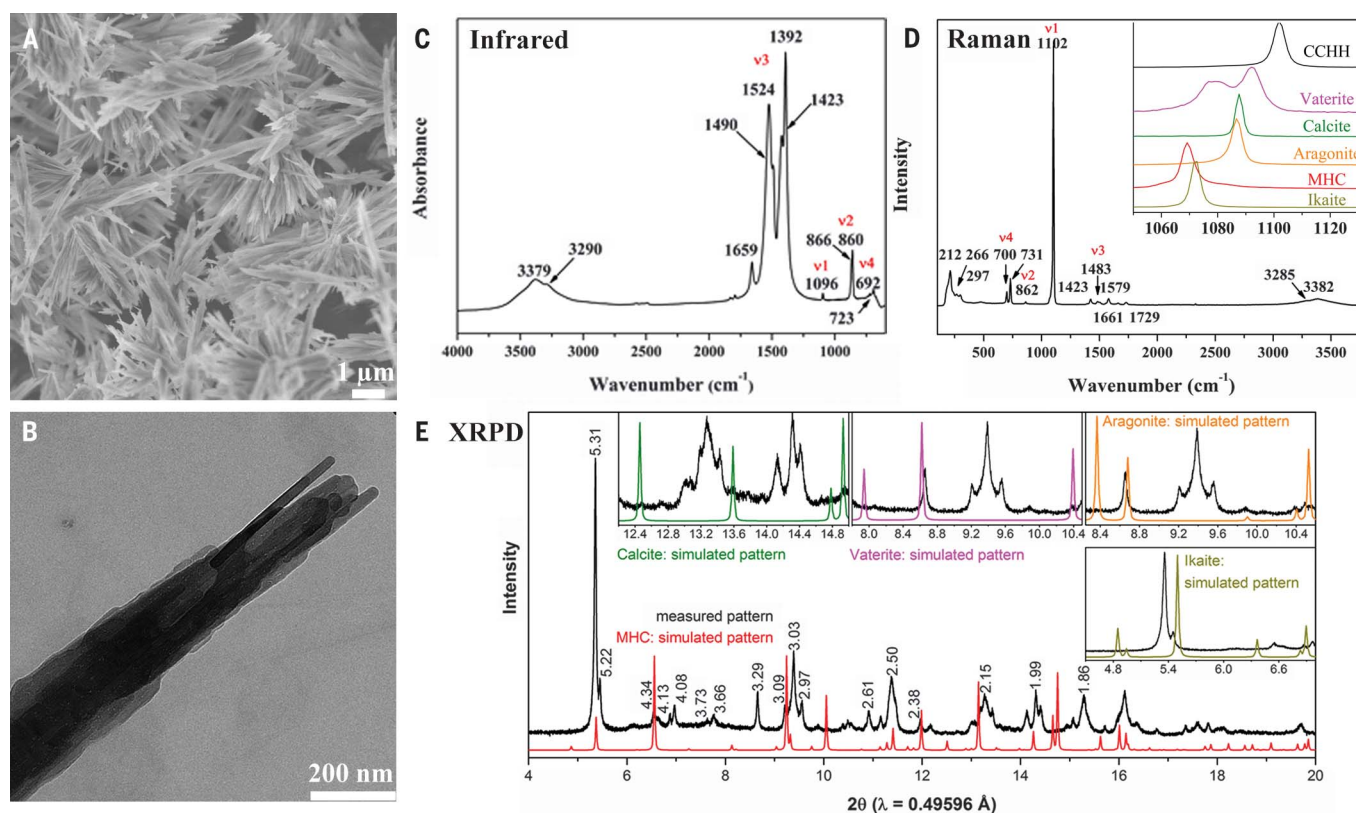 A
1 µm
B
200 nm
C Infrared
Absorbance
ν3
1392
1524
1423
1490
3379
3290
1659
ν2
866
860
ν1
1096
ν4
692
723
4000 3500 3000 2500 2000 1500 1000
Wavenumber (cm-1)
D Raman
ν1
1102
Intensity
CCHH
Vaterite
Calcite
Aragonite
MHC
Ikaite
1060 1080 1100 1120
212 266
297
ν4
700 731
ν2
862
ν3
1423
1483
1579
1661 1729
3285
3382
500 1000 1500 2000 2500 3000 3500
Wavenumber (cm-1)
E XRPD
Intensity
5.31
5.22
4.34
4.13
4.08
3.73
3.66
3.29
3.09
3.03
2.97
2.61
2.50
2.38
2.15
1.99
1.86
measured pattern
MHC: simulated pattern
12.4 12.8 13.2 13.6 14.0 14.4 14.8
Calcite: simulated pattern
8.0 8.4 8.8 9.2 9.6 10.0 10.4
Vaterite: simulated pattern
Aragonite: simulated pattern
8.4 8.8 9.2 9.6 10.0 10.4
Ikaite:
simulated pattern
4.8 5.4 6.0 6.6
4 6 8 10 12 14 16 18 20
2θ (λ = 0.49596 Å)